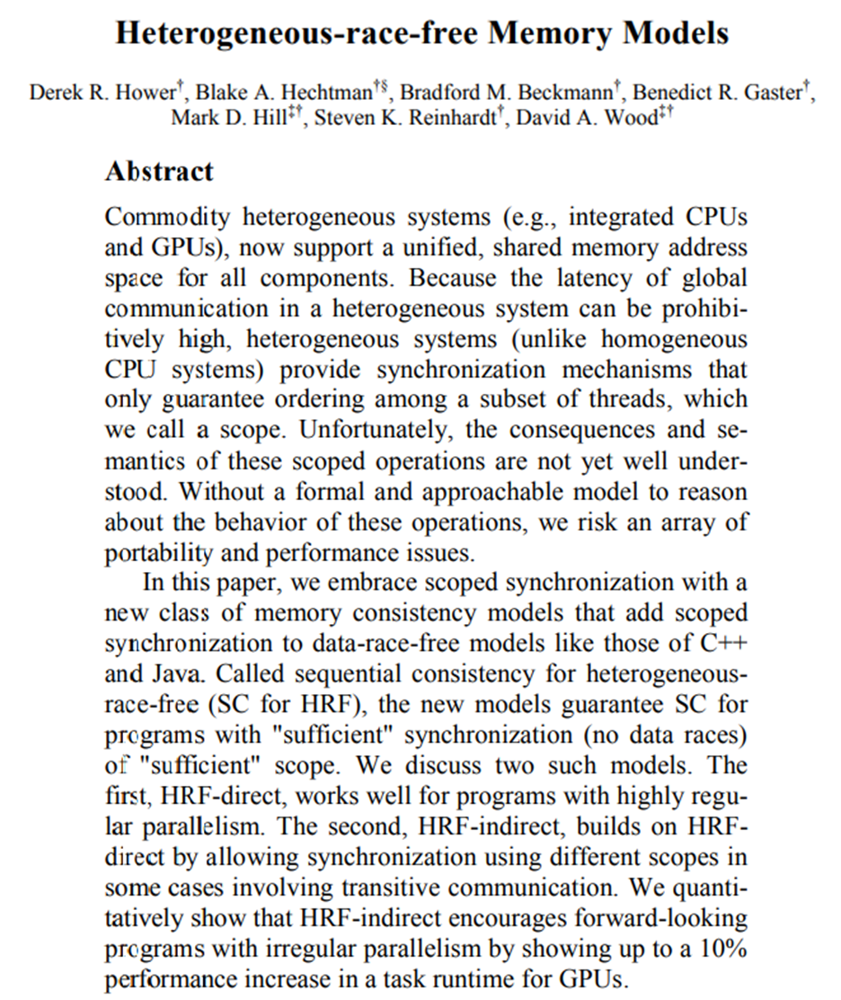 Heterogeneous-race-free Memory Models
Derek R. Hower†, Blake A. Hechtman†§, Bradford M. Beckmann†, Benedict R. Gaster†,
Mark D. Hill‡†, Steven K. Reinhardt†, David A. Wood‡†
Abstract
Commodity heterogeneous systems (e.g., integrated CPUs
and GPUs), now support a unified, shared memory address
space for all components. Because the latency of global
communication in a heterogeneous system can be prohibi-
tively high, heterogeneous systems (unlike homogeneous
CPU systems) provide synchronization mechanisms that
only guarantee ordering among a subset of threads, which
we call a scope. Unfortunately, the consequences and se-
mantics of these scoped operations are not yet well under-
stood. Without a formal and approachable model to reason
about the behavior of these operations, we risk an array of
portability and performance issues.
In this paper, we embrace scoped synchronization with a
new class of memory consistency models that add scoped
synchronization to data-race-free models like those of C++
and Java. Called sequential consistency for heterogeneous-
race-free (SC for HRF), the new models guarantee SC for
programs with "sufficient" synchronization (no data races)
of "sufficient" scope. We discuss two such models. The
first, HRF-direct, works well for programs with highly regu-
lar parallelism. The second, HRF-indirect, builds on HRF-
direct by allowing synchronization using different scopes in
some cases involving transitive communication. We quanti-
tatively show that HRF-indirect encourages forward-looking
programs with irregular parallelism by showing up to a 10%
performance increase in a task runtime for GPUs.